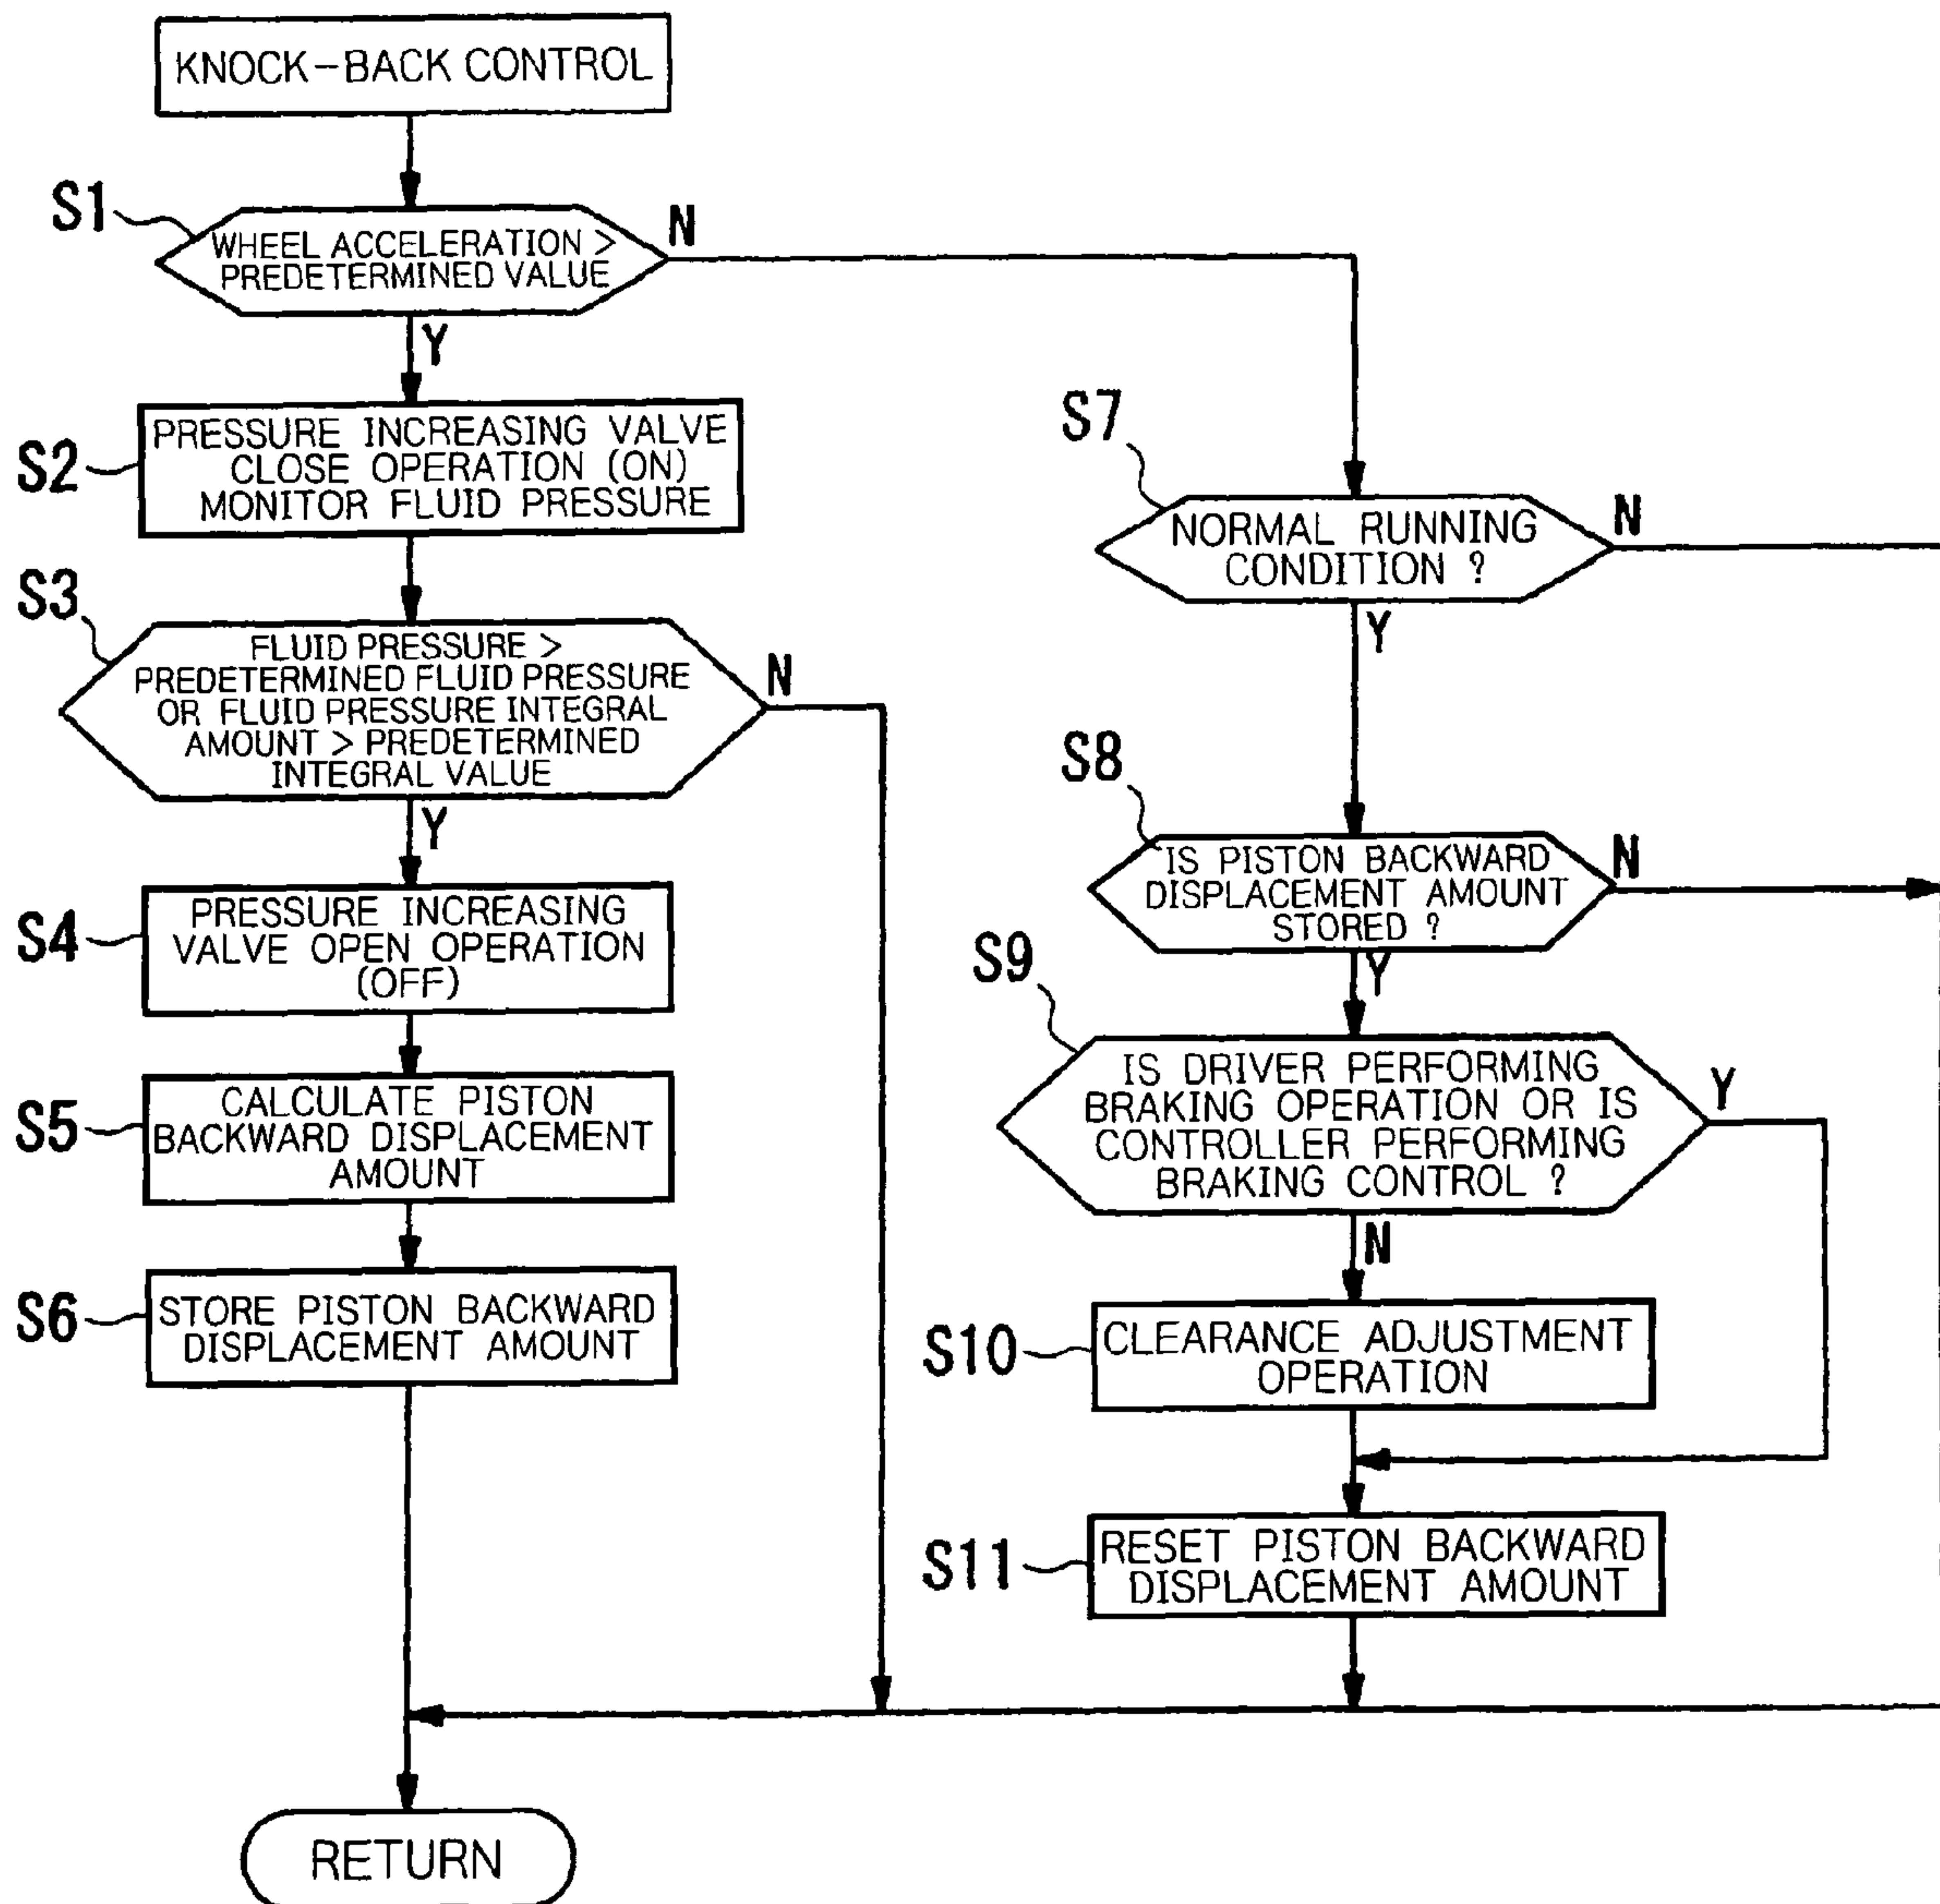 KNOCK-BACK CONTROL
S1
WHEEL ACCELERATION >
PREDETERMINED VALUE
N
Y
S2
PRESSURE INCREASING VALVE
CLOSE OPERATION (ON)
MONITOR FLUID PRESSURE
S3
FLUID PRESSURE >
PREDETERMINED FLUID PRESSURE
OR FLUID PRESSURE INTEGRAL
AMOUNT > PREDETERMINED
INTEGRAL VALUE
N
Y
S4
PRESSURE INCREASING
VALVE OPEN OPERATION
(OFF)
S5
CALCULATE PISTON
BACKWARD DISPLACEMENT
AMOUNT
S6
STORE PISTON BACKWARD
DISPLACEMENT AMOUNT
S7
NORMAL RUNNING
CONDITION ?
N
Y
S8
IS PISTON BACKWARD
DISPLACEMENT AMOUNT
STORED ?
N
Y
S9
IS DRIVER PERFORMING
BRAKING OPERATION OR IS
CONTROLLER PERFORMING
BRAKING CONTROL ?
Y
N
S10
CLEARANCE ADJUSTMENT
OPERATION
S11
RESET PISTON BACKWARD
DISPLACEMENT AMOUNT
RETURN